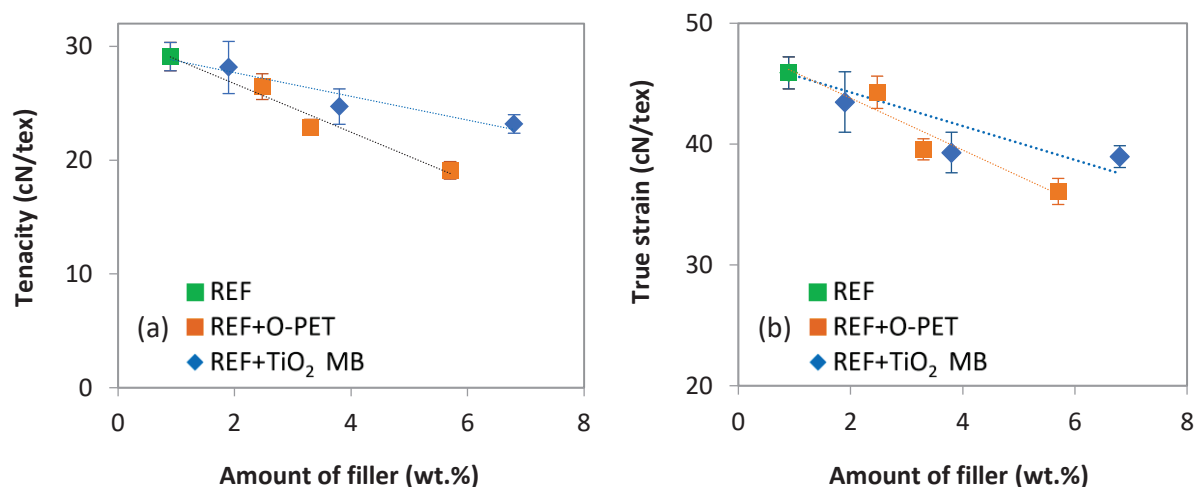 30
20
10
0
Tenacity (cN/tex)
REF
(a) REF+O-PET
REF+TiO₂ MB
0 2 4 6 8
Amount of filler (wt.%)
50
40
30
20
True strain (cN/tex)
REF
(b) REF+O-PET
REF+TiO₂ MB
0 2 4 6 8
Amount of filler (wt.%)